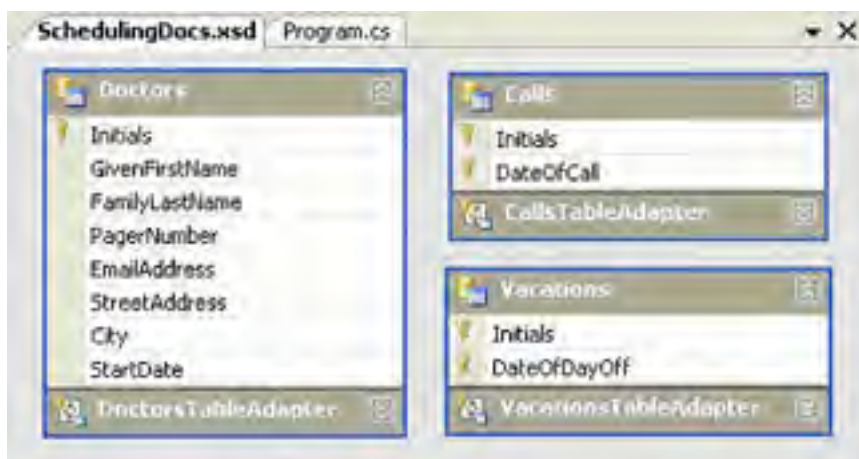 SchedulingDocs.xsd Program.cs
Doctors
Initials
GivenFirstName
FamilyLastName
PagerNumber
EmailAddress
StreetAddress
City
StartDate
DoctorsTableAdapter
Calls
Initials
DateOfCall
CallsTableAdapter
Vacations
Initials
DateOfDayOff
VacationsTableAdapter